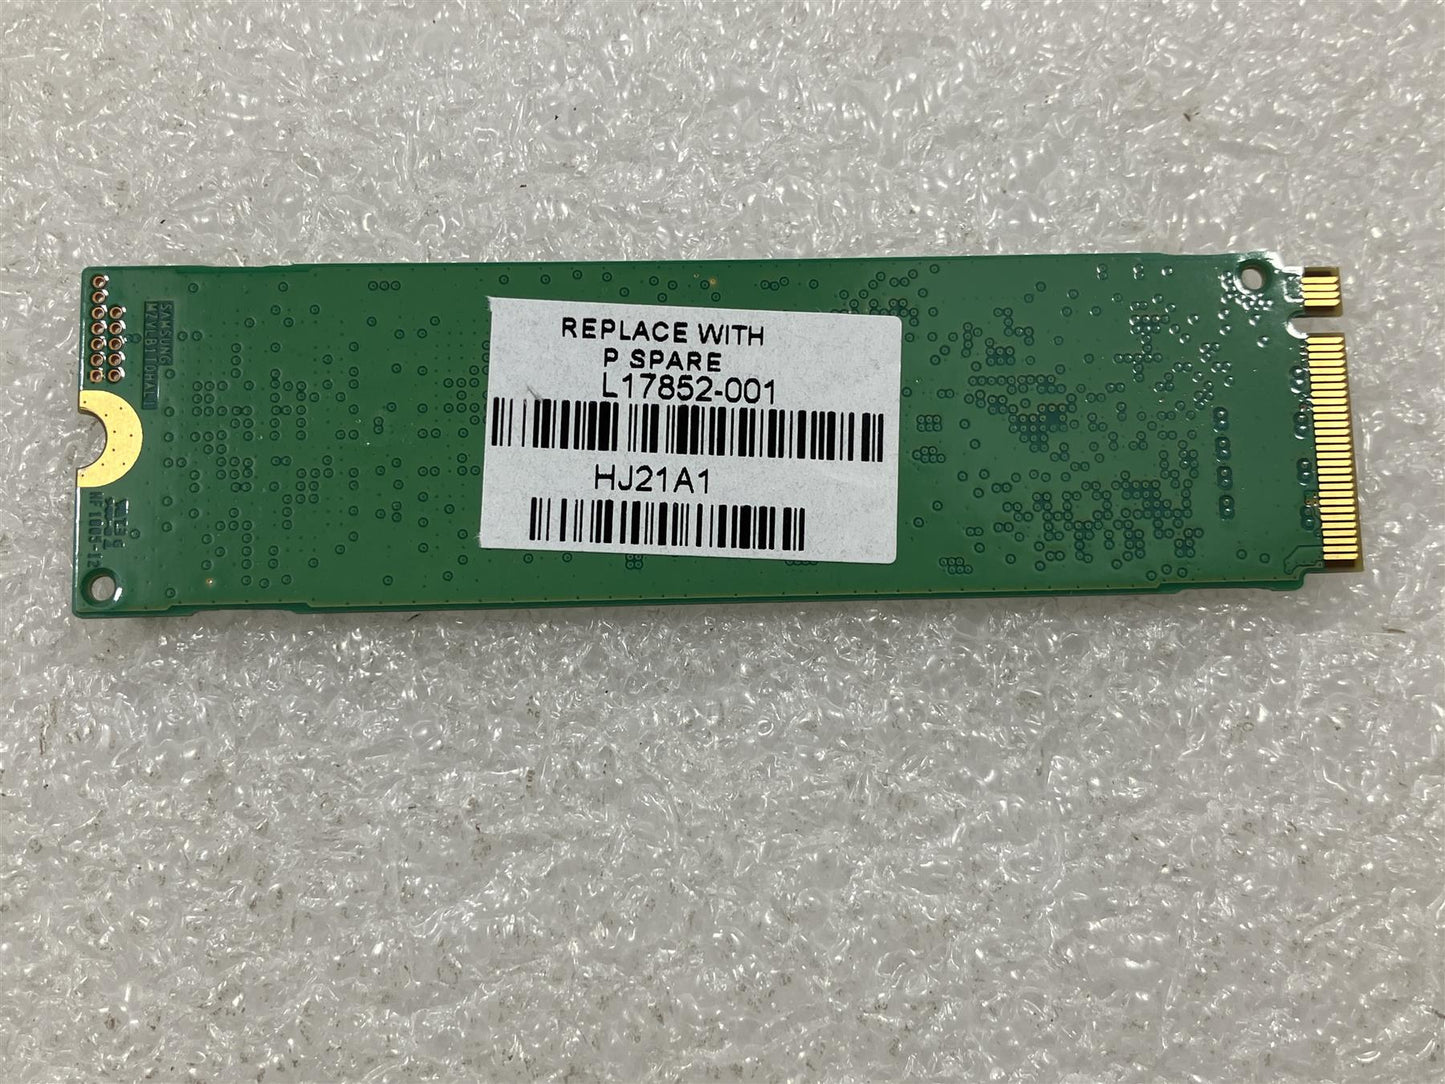 REPLACE WITH
P SPARE
L17852-001
HJ21A1
SAMSUNG